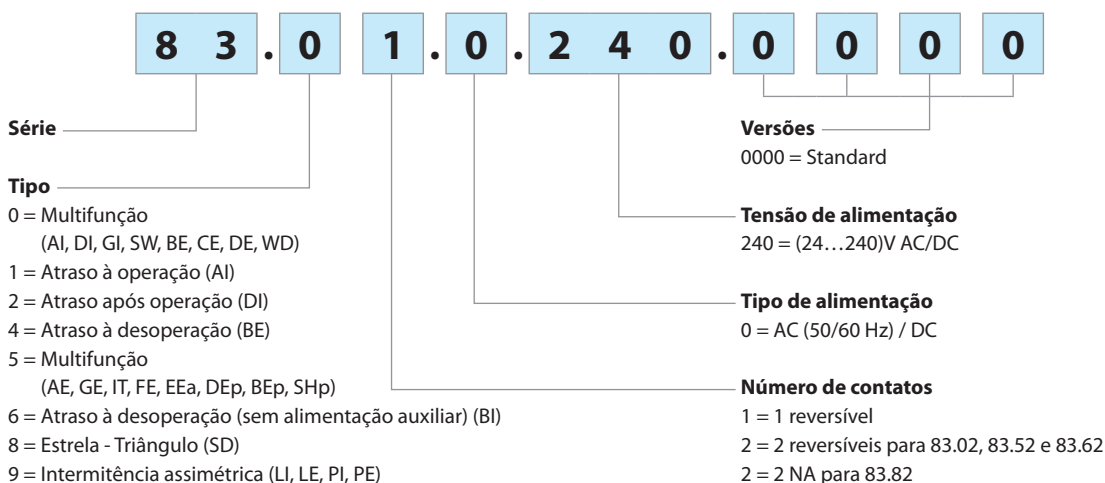 8 3 . 0 1 . 0 . 2 4 0 . 0 0 0 0
Série
Tipo
0 = Multifunção
(AI, DI, GI, SW, BE, CE, DE, WD)
1 = Atraso à operação (AI)
2 = Atraso após operação (DI)
4 = Atraso à desoperação (BE)
5 = Multifunção
(AE, GE, IT, FE, EEa, DEp, BEp, SHp)
6 = Atraso à desoperação (sem alimentação auxiliar) (BI)
8 = Estrela - Triângulo (SD)
9 = Intermitência assimétrica (LI, LE, PI, PE)
Versões
0000 = Standard
Tensão de alimentação
240 = (24…240)V AC/DC
Tipo de alimentação
0 = AC (50/60 Hz) / DC
Número de contatos
1 = 1 reversível
2 = 2 reversíveis para 83.02, 83.52 e 83.62
2 = 2 NA para 83.82